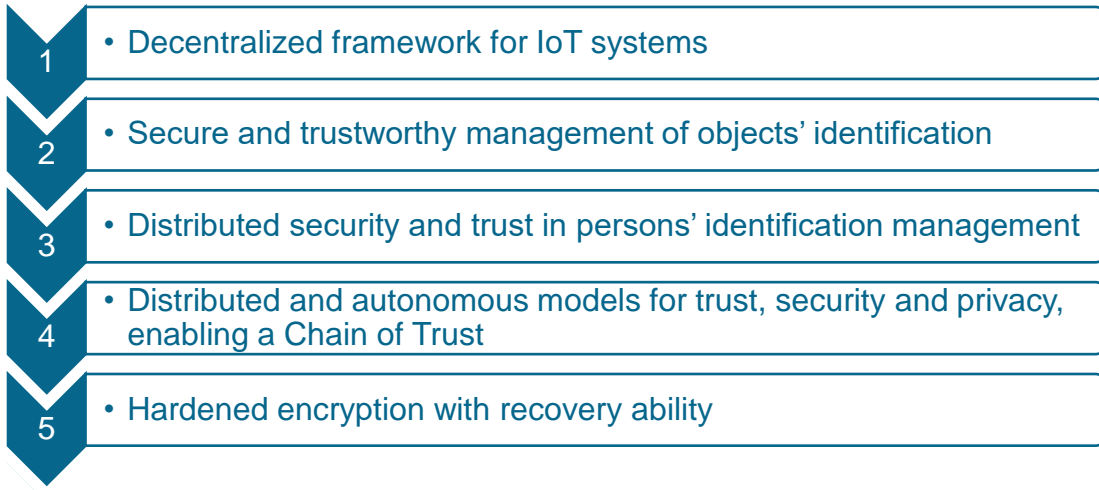 1
• Decentralized framework for IoT systems
2
• Secure and trustworthy management of objects’ identification
3
• Distributed security and trust in persons’ identification management
4
• Distributed and autonomous models for trust, security and privacy,
enabling a Chain of Trust
5
• Hardened encryption with recovery ability